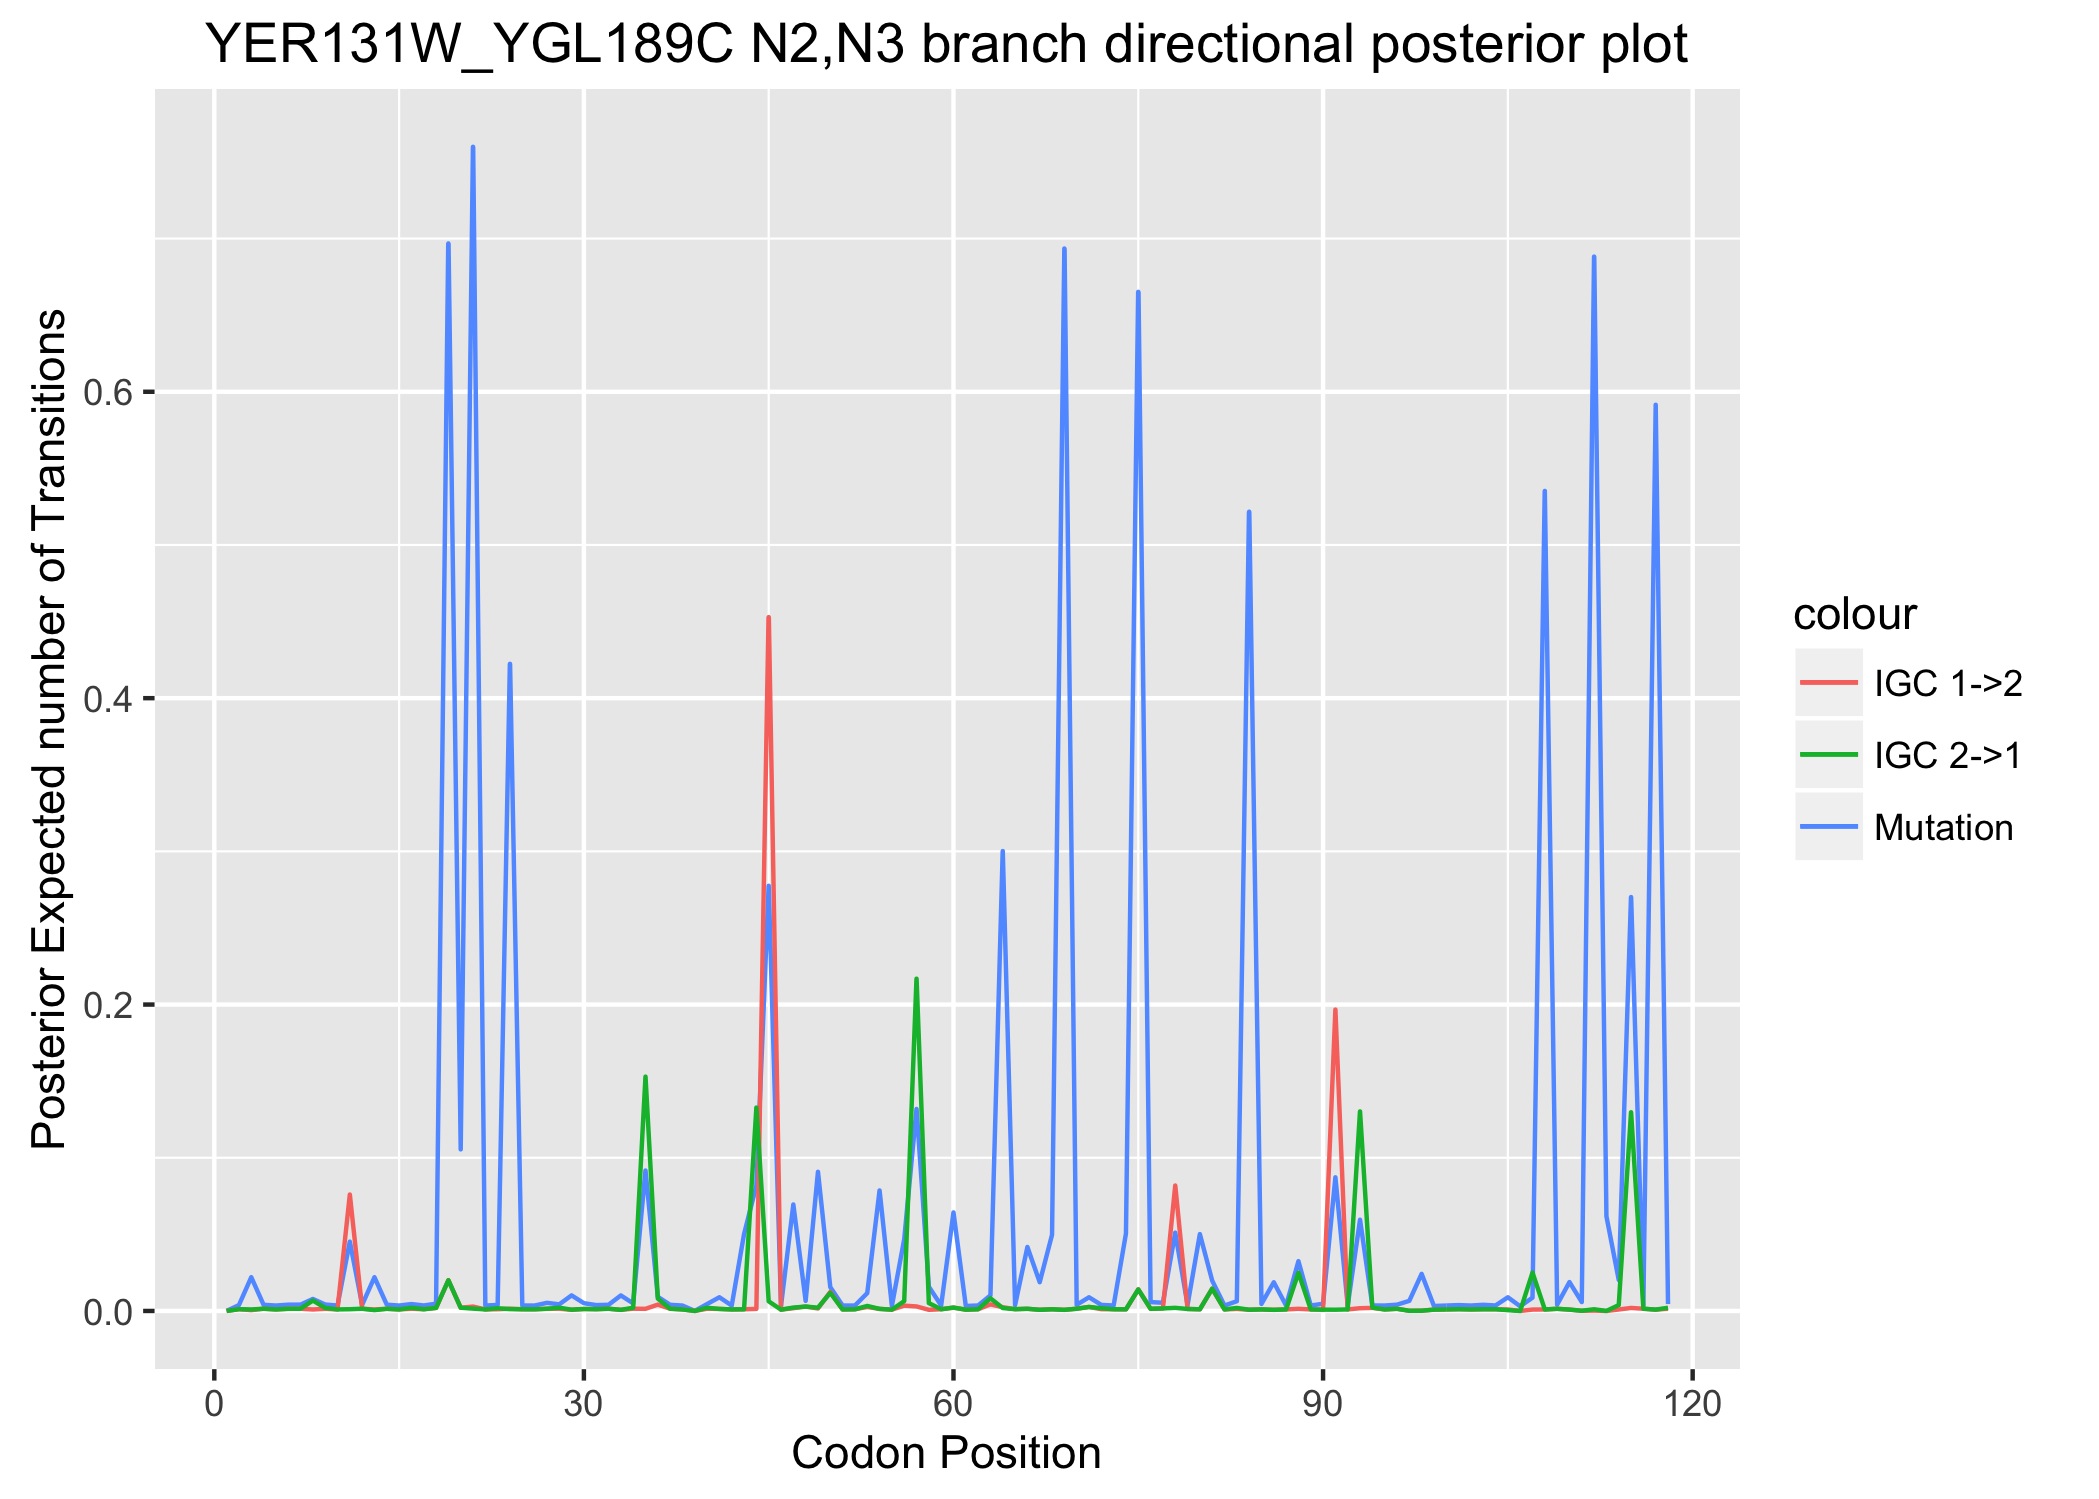 YER131W_YGL189C N2,N3 branch directional posterior plot
Posterior Expected number of Transitions
0.6
0.4
0.2
0.0
0 30 60 90 120
Codon Position
colour
IGC 1->2
IGC 2->1
Mutation